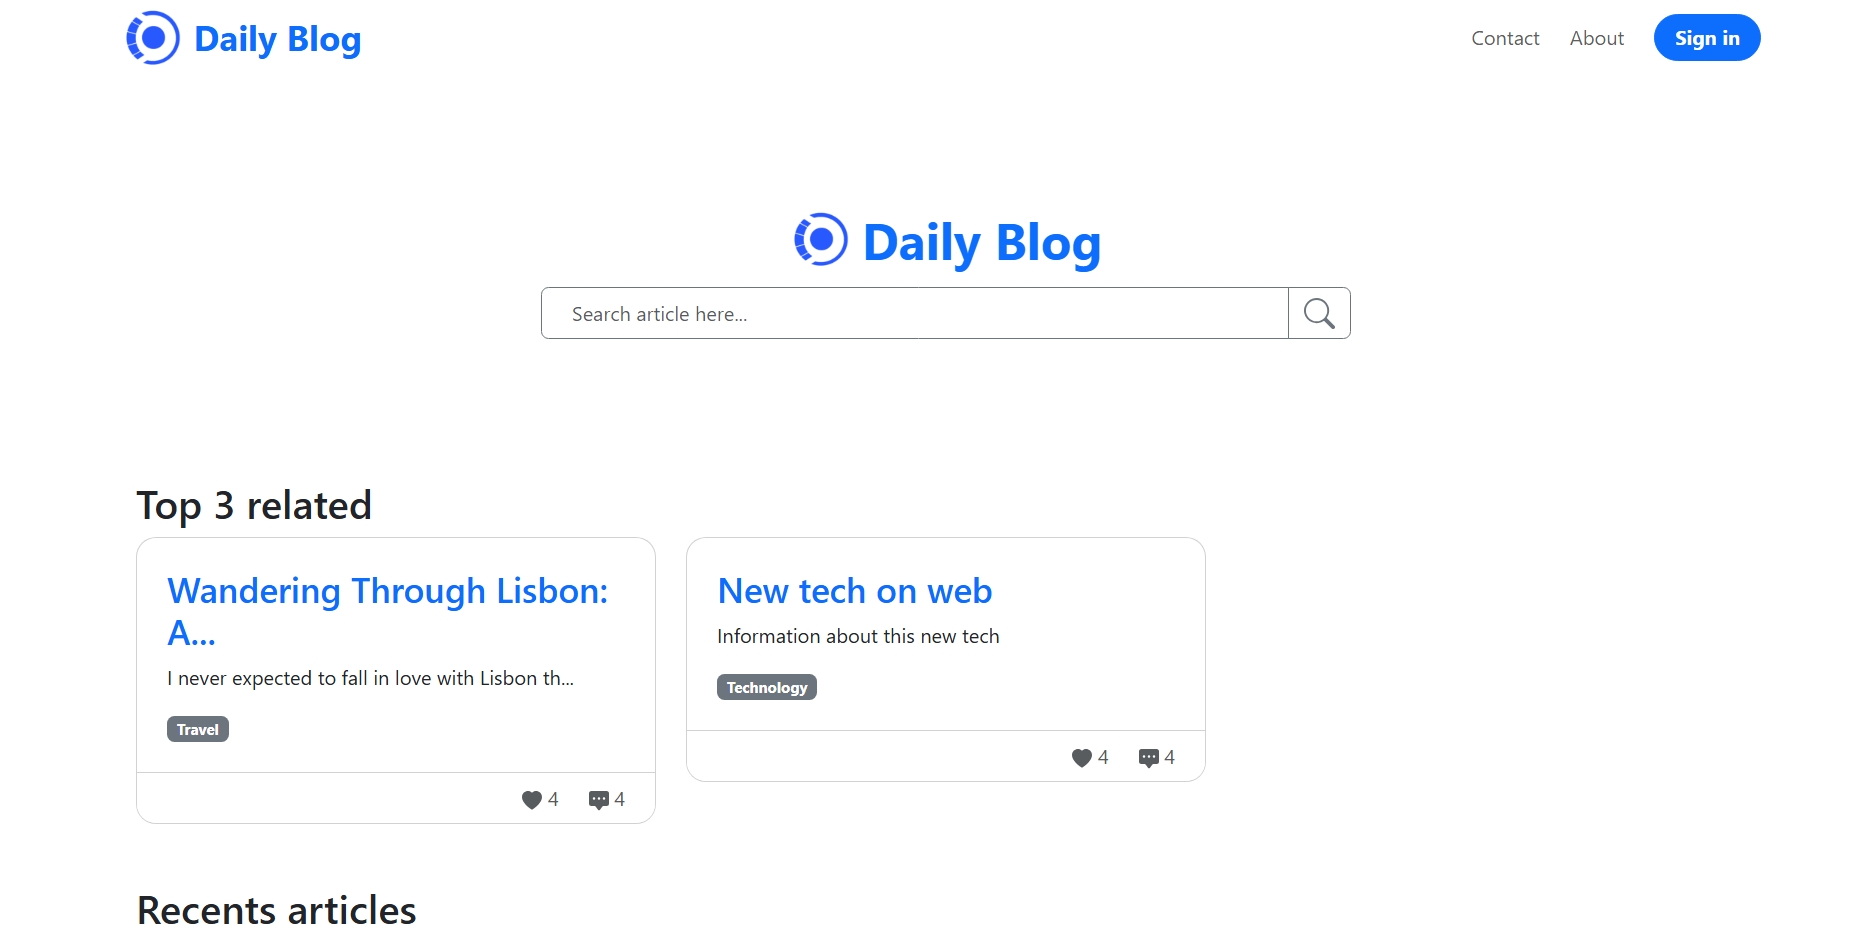 Daily Blog
Contact
About
Sign in
Daily Blog
Search article here...
Top 3 related
Wandering Through Lisbon:
A...
I never expected to fall in love with Lisbon th...
Travel
4
4
New tech on web
Information about this new tech
Technology
4
4
Recents articles